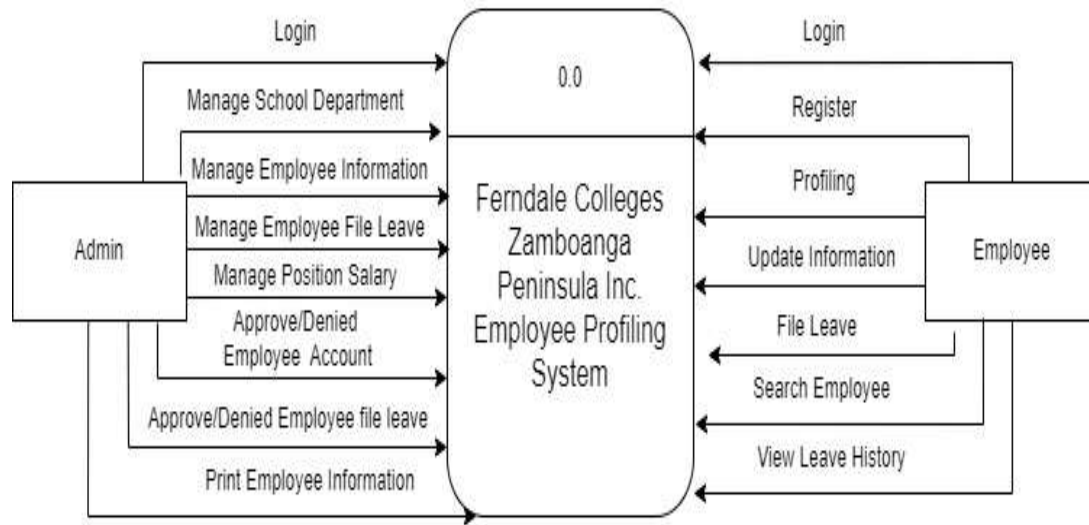 Login
Manage School Department
Manage Employee Information
Manage Employee File Leave
Manage Position Salary
Approve/Denied
Employee Account
Approve/Denied Employee file leave
Print Employee Information
Admin
0.0
Ferndale Colleges
Zamboanga
Peninsula Inc.
Employee Profiling
System
Login
Register
Profiling
Update Information
File Leave
Search Employee
View Leave History
Employee